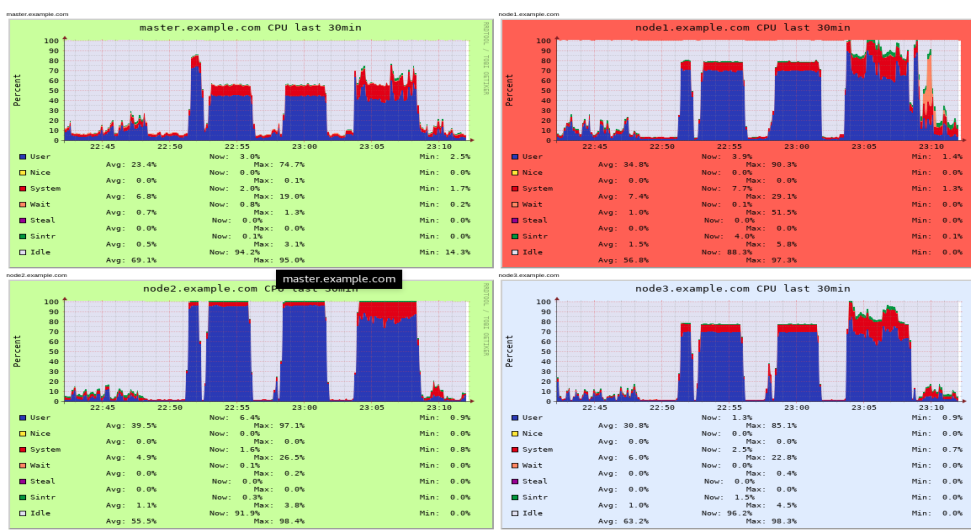 master.example.com
master.example.com CPU last 30min
RRDTOOL / TOBI OETIKER
Percent
100
90
80
70
60
50
40
30
20
10
0
22:45 22:50 22:55 23:00 23:05 23:10
User Now: 3.0% Min: 2.5%
Avg: 23.4% Max: 74.7%
Nice Now: 0.0% Min: 0.0%
Avg: 0.0% Max: 0.1%
System Now: 2.0% Min: 1.7%
Avg: 6.8% Max: 19.0%
Wait Now: 0.8% Min: 0.2%
Avg: 0.7% Max: 1.3%
Steal Now: 0.0% Min: 0.0%
Avg: 0.0% Max: 0.0%
Sintr Now: 0.1% Min: 0.0%
Avg: 0.5% Max: 3.1%
Idle Now: 94.2% Min: 14.3%
Avg: 69.1% Max: 95.0%
node1.example.com
node1.example.com CPU last 30min
Percent
100
90
80
70
60
50
40
30
20
10
0
22:45 22:50 22:55 23:00 23:05 23:10
User Now: 3.9% Min: 1.4%
Avg: 34.8% Max: 90.3%
Nice Now: 0.0% Min: 0.0%
Avg: 0.0% Max: 0.0%
System Now: 7.7% Min: 1.3%
Avg: 7.4% Max: 29.1%
Wait Now: 0.1% Min: 0.0%
Avg: 1.0% Max: 51.5%
Steal Now: 0.0% Min: 0.0%
Avg: 0.0% Max: 0.0%
Sintr Now: 4.0% Min: 0.1%
Avg: 1.5% Max: 5.8%
Idle Now: 88.3% Min: 0.0%
Avg: 56.8% Max: 97.3%
node2.example.com
master.example.com
node2.example.com CPU last 30min
RRDTOOL / TOBI OETIKER
Percent
100
90
80
70
60
50
40
30
20
10
0
22:45 22:50 22:55 23:00 23:05 23:10
User Now: 6.4% Min: 0.9%
Avg: 39.5% Max: 97.1%
Nice Now: 0.0% Min: 0.0%
Avg: 0.0% Max: 0.0%
System Now: 1.6% Min: 0.8%
Avg: 4.9% Max: 26.5%
Wait Now: 0.1% Min: 0.0%
Avg: 0.0% Max: 0.2%
Steal Now: 0.0% Min: 0.0%
Avg: 0.0% Max: 0.0%
Sintr Now: 0.3% Min: 0.0%
Avg: 1.1% Max: 3.8%
Idle Now: 91.9% Min: 0.0%
Avg: 55.5% Max: 98.4%
node3.example.com
node3.example.com CPU last 30min
Percent
100
90
80
70
60
50
40
30
20
10
0
22:45 22:50 22:55 23:00 23:05 23:10
User Now: 1.3% Min: 0.9%
Avg: 30.8% Max: 85.1%
Nice Now: 0.0% Min: 0.0%
Avg: 0.0% Max: 0.0%
System Now: 2.5% Min: 0.7%
Avg: 6.0% Max: 22.8%
Wait Now: 0.0% Min: 0.0%
Avg: 0.0% Max: 0.4%
Steal Now: 0.0% Min: 0.0%
Avg: 0.0% Max: 0.0%
Sintr Now: 1.5% Min: 0.0%
Avg: 1.0% Max: 4.5%
Idle Now: 96.2% Min: 0.0%
Avg: 63.2% Max: 98.3%